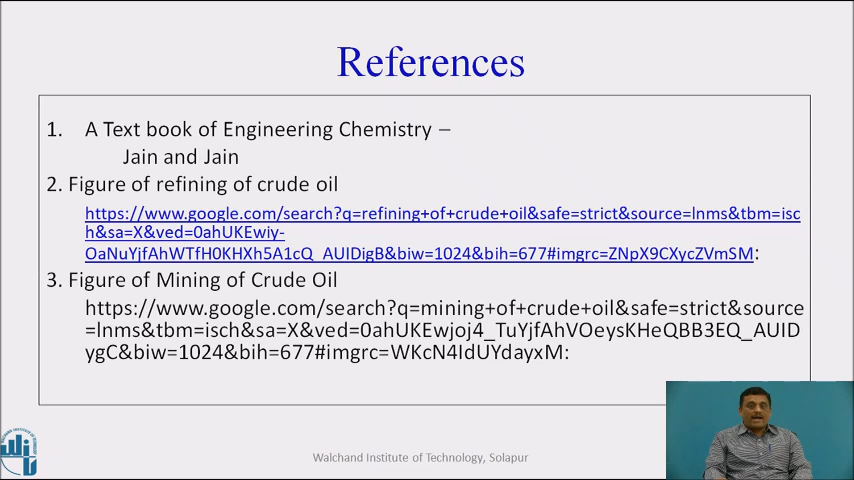 References
1. A Text book of Engineering Chemistry –
Jain and Jain
2. Figure of refining of crude oil
https://www.google.com/search?q=refining+of+crude+oil&safe=strict&source=lnms&tbm=isc
h&sa=X&ved=0ahUKEwiy-
OaNuYjfAhWTfH0KHXh5A1cQ_AUIDigB&biw=1024&bih=677#imgrc=ZNpX9CXycZVmSM:
3. Figure of Mining of Crude Oil
https://www.google.com/search?q=mining+of+crude+oil&safe=strict&source
=lnms&tbm=isch&sa=X&ved=0ahUKEwjoj4_TuYjfAhVOeysKHeQBB3EQ_AUID
ygC&biw=1024&bih=677#imgrc=WKcN4IdUYdayxM:
Walchand Institute of Technology, Solapur